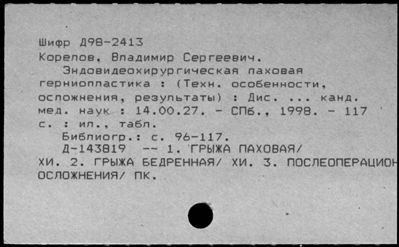 Шифр Д98-2413
Корелов, Владимир Сергеевич.
Эндовидеохирургическая паховая
герниопластика : (Техн. особенности,
осложнения, результаты) : Дис. ... канд.
мед. наук : 14.00.27. - СПб., 1998. - 117
с. : ил., табл.
Библиогр.: с. 96-117.
Д-143819 -- 1. ГРЫЖА ПАХОВАЯ/
ХИ. 2. ГРЫЖА БЕДРЕННАЯ/ ХИ. 3. ПОСЛЕОПЕРАЦИОН
ОСЛОЖНЕНИЯ/ ПК.